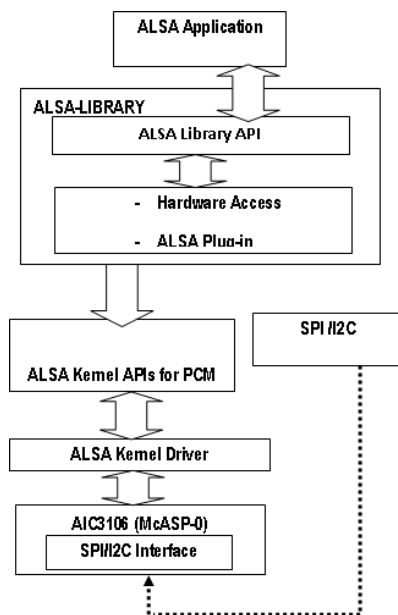 ALSA Application
ALSA-LIBRARY
ALSA Library API
- Hardware Access
- ALSA Plug-in
ALSA Kernel APIs for PCM
SPI /I2C
ALSA Kernel Driver
AIC3106 (McASP-0)
SPI/I2C Interface